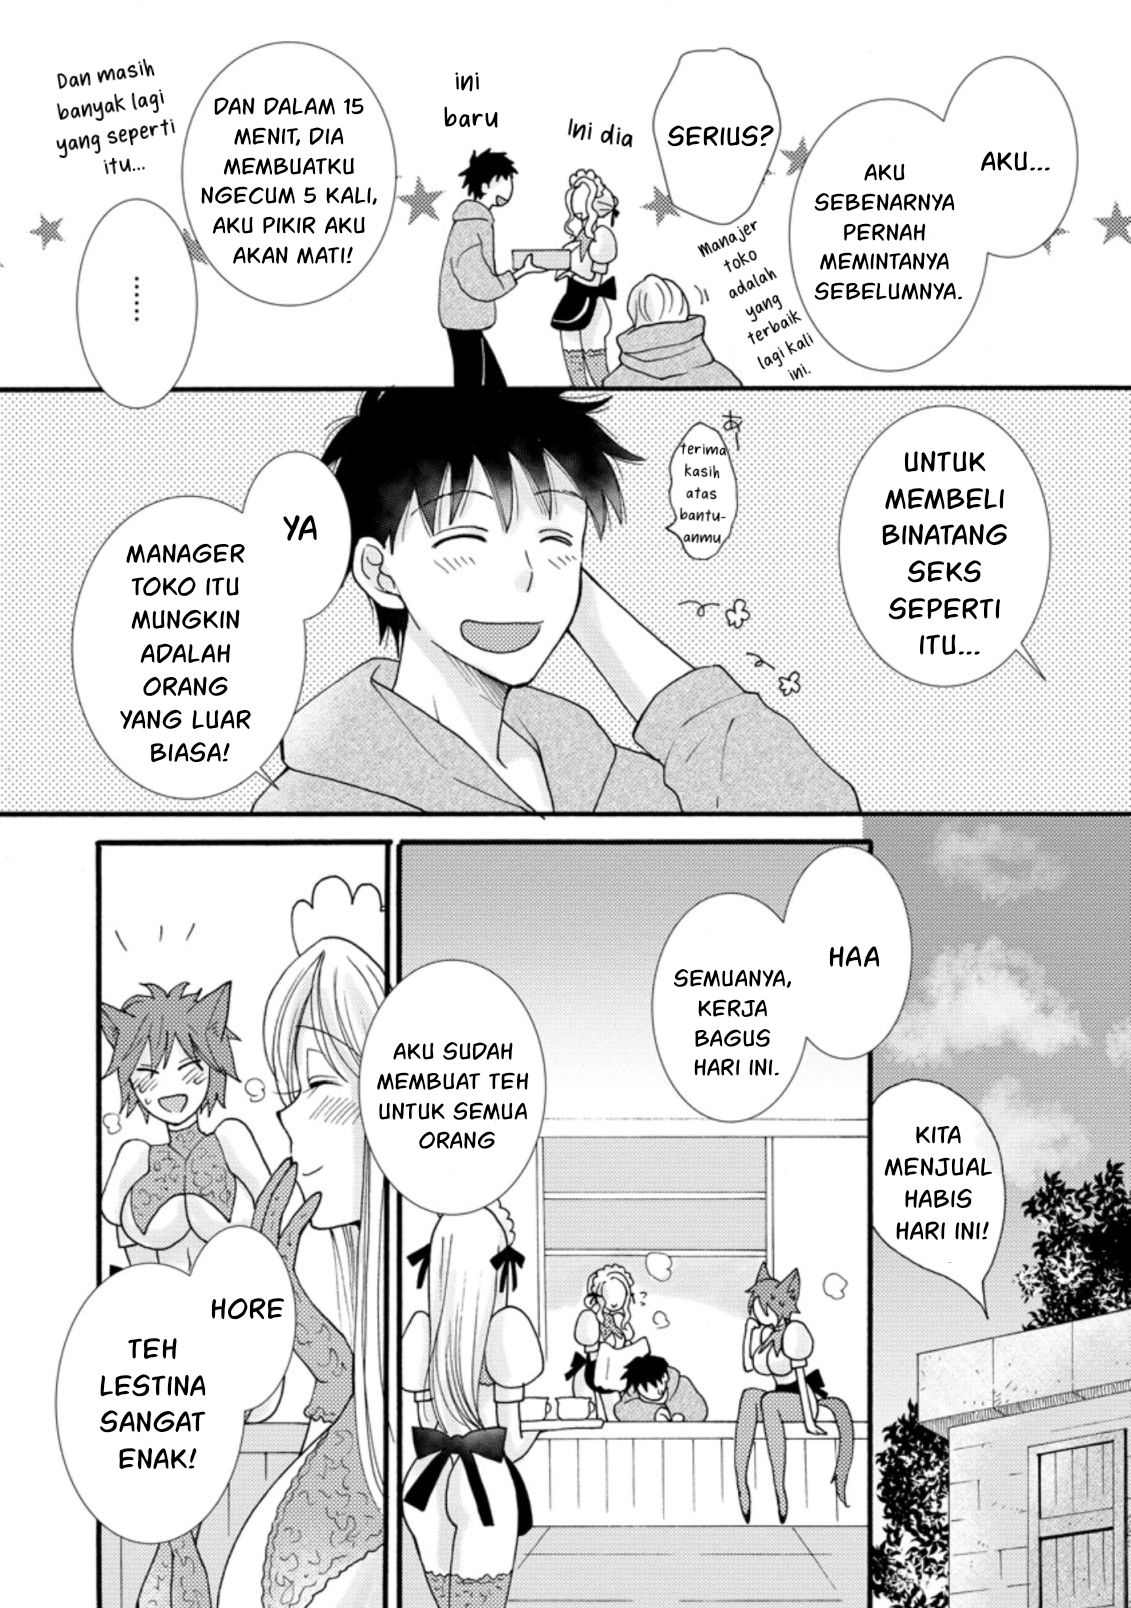 AKU...
AKU
SEBENARNYA
PERNAH
MEMINTANYA
SEBELUMNYA.
SERIUS?
Manajer
toko
adalah
yang
terbaik
lagi kali
ini.
Ini dia
ini
baru
DAN DALAM 15
MENIT, DIA
MEMBUATKU
NGECUM 5 KALI,
AKU PIKIR AKU
AKAN MATI!
Dan masih
banyak lagi
yang seperti
itu...
......
UNTUK
MEMBELI
BINATANG
SEKS
SEPERTI
ITU...
あー
terima
kasih
atas
bantu-
anmu
YA
MANAGER
TOKO ITU
MUNGKIN
ADALAH
ORANG
YANG LUAR
BIASA!
KITA
MENJUAL
HABIS
HARI INI!
HAA
SEMUANYA,
KERJA
BAGUS
HARI INI.
AKU SUDAH
MEMBUAT TEH
UNTUK SEMUA
ORANG
HORE
TEH
LESTINA
SANGAT
ENAK!